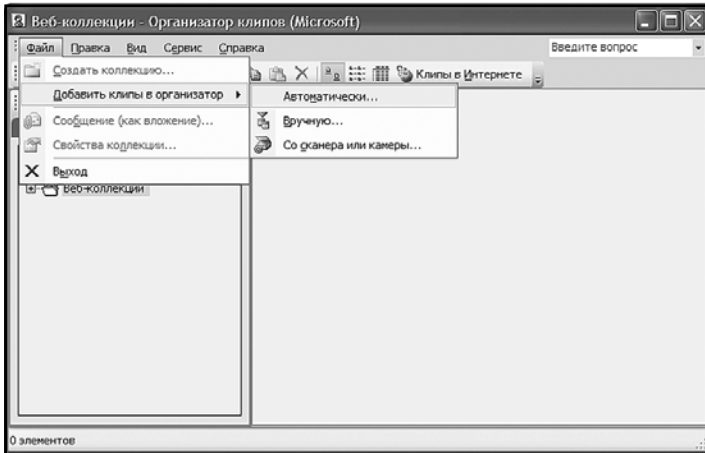 Веб-коллекции - Организатор клипов (Microsoft)
Файл Правка Вид Сервис Справка Введите вопрос
Создать коллекцию... Клипы в Интернете
Добавить клипы в организатор Автоматически...
Сообщение (как вложение)... Вручную...
Свойства коллекции... Со сканера или камеры...
Выход
Веб-коллекции
0 элементов